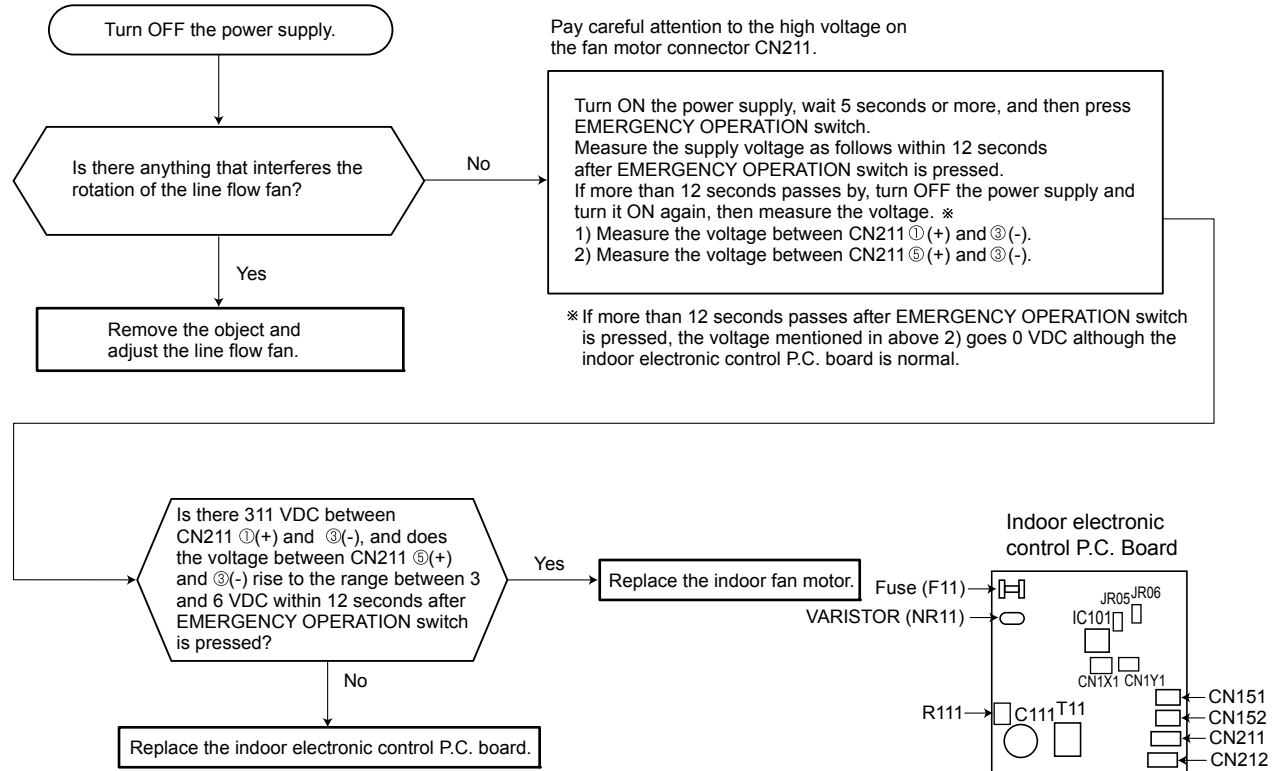 Turn OFF the power supply.
Pay careful attention to the high voltage on
the fan motor connector CN211.
Is there anything that interferes the
rotation of the line flow fan?
No
Turn ON the power supply, wait 5 seconds or more, and then press
EMERGENCY OPERATION switch.
Measure the supply voltage as follows within 12 seconds
after EMERGENCY OPERATION switch is pressed.
If more than 12 seconds passes by, turn OFF the power supply and
turn it ON again, then measure the voltage. ※
1) Measure the voltage between CN211 ①(+) and ③(-).
2) Measure the voltage between CN211 ⑤(+) and ③(-).
Yes
Remove the object and
adjust the line flow fan.
※ If more than 12 seconds passes after EMERGENCY OPERATION switch
is pressed, the voltage mentioned in above 2) goes 0 VDC although the
indoor electronic control P.C. board is normal.
Is there 311 VDC between
CN211 ①(+) and ③(-), and does
the voltage between CN211 ⑤(+)
and ③(-) rise to the range between 3
and 6 VDC within 12 seconds after
EMERGENCY OPERATION switch
is pressed?
Yes
Replace the indoor fan motor.
No
Replace the indoor electronic control P.C. board.
Indoor electronic
control P.C. Board
Fuse (F11)
JR05 JR06
VARISTOR (NR11)
IC101
CN1X1 CN1Y1
CN151
R111 C111 T11
CN152
CN211
CN212